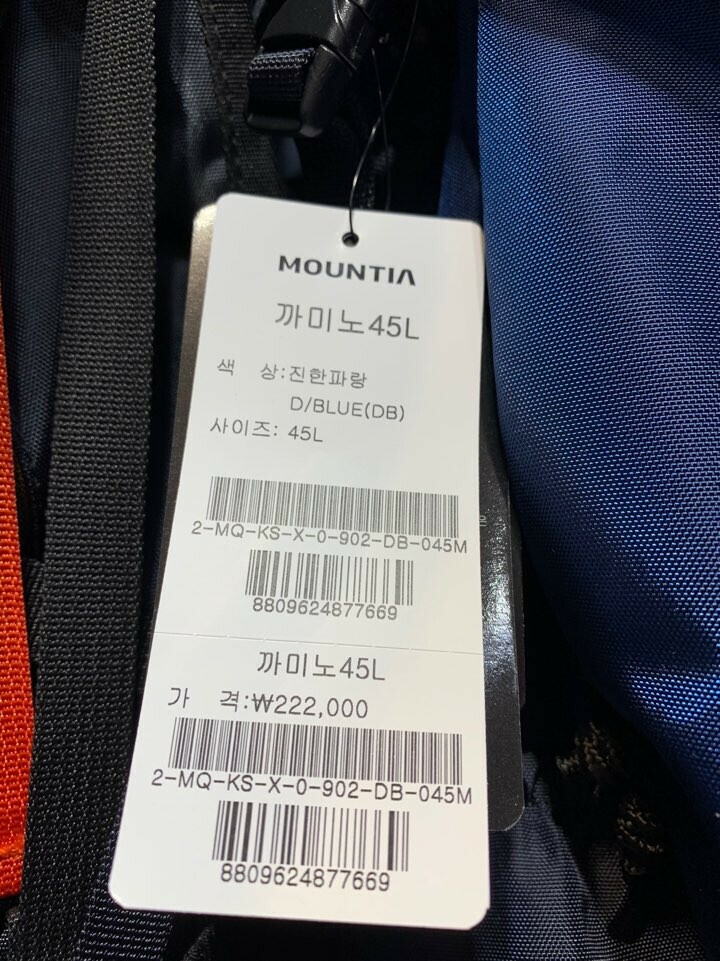 MOUNTIA
까미노45L
색 상:진한파랑
D/BLUE(DB)
사이즈: 45L
2-MQ-KS-X-0-902-DB-045M
8809624877669
까미노45L
가 격:₩222,000
2-MQ-KS-X-0-902-DB-045M
8809624877669